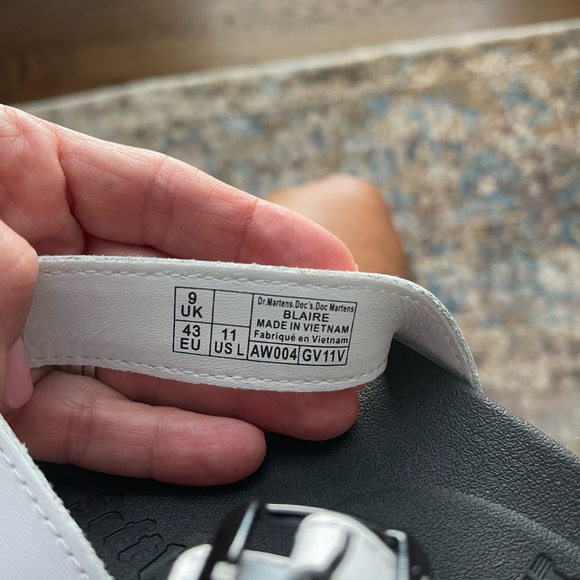 9
UK
43
EU
11
US L
Dr.Martens.Doc's.Doc Martens
BLAIRE
MADE IN VIETNAM
Fabriqué en Vietnam
AW004 GV11V